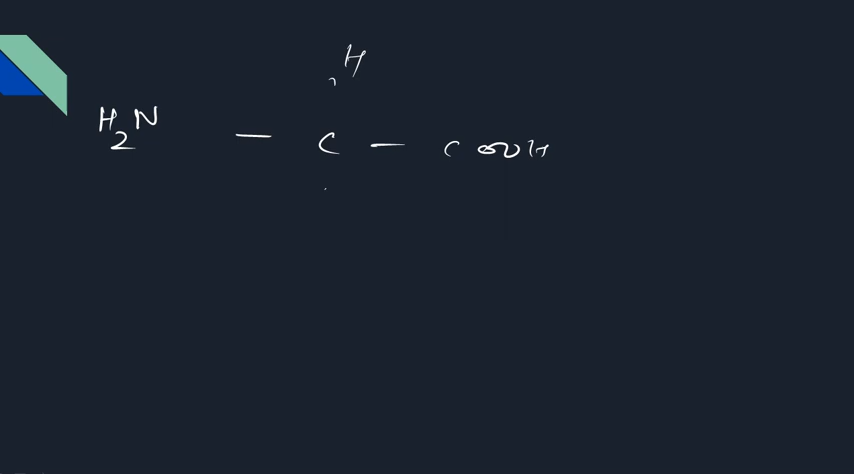 H
H2N — C — COOH